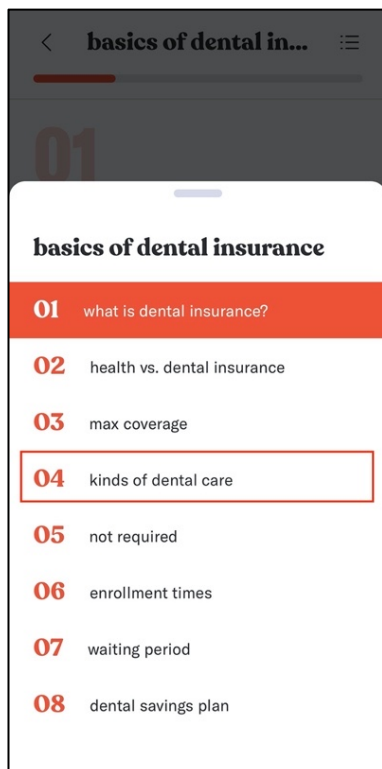 basics of dental in...
01
basics of dental insurance
01 what is dental insurance?
02 health vs. dental insurance
03 max coverage
04 kinds of dental care
05 not required
06 enrollment times
07 waiting period
08 dental savings plan